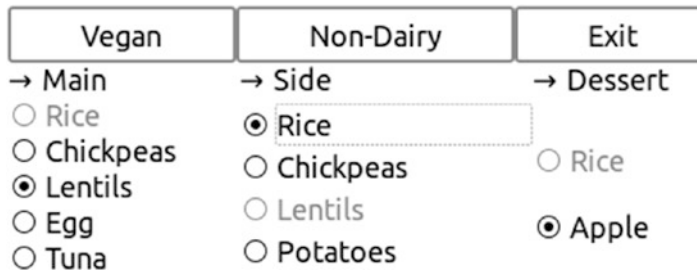 Vegan Non-Dairy Exit
→ Main → Side → Dessert
Rice
Chickpeas
Lentils
Egg
Tuna
Rice
Chickpeas
Lentils
Potatoes
Rice
Apple